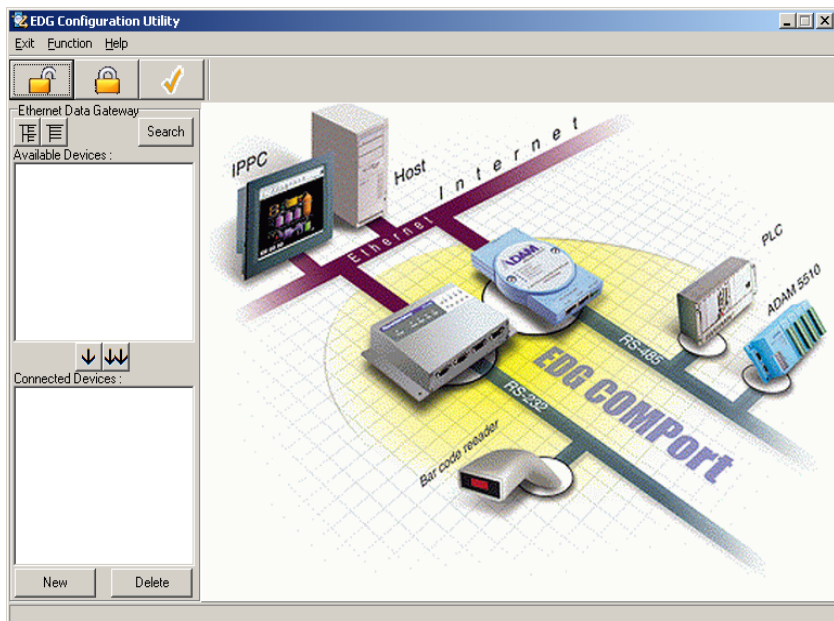 EDG Configuration Utility
Exit Function Help
Ethernet Data Gateway
Search
Available Devices :
Connected Devices :
New Delete
IPPC
Host
Internet
Ethernet
ADAM
PLC
ADAM 5510
RS-485
RS-232
EDG COMPort
Bar code reeader